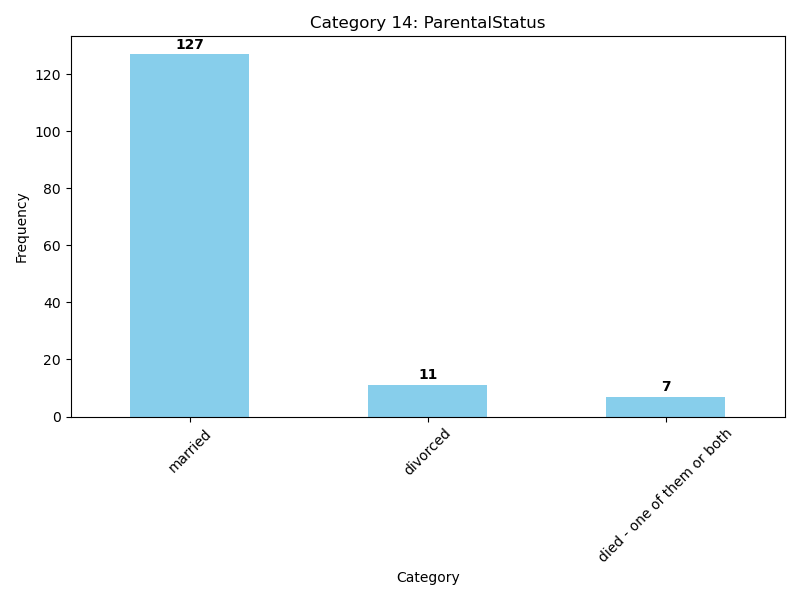 Category 14: ParentalStatus
127
120
100
80
60
40
20
0
Frequency
11
7
married
divorced
died - one of them or both
Category